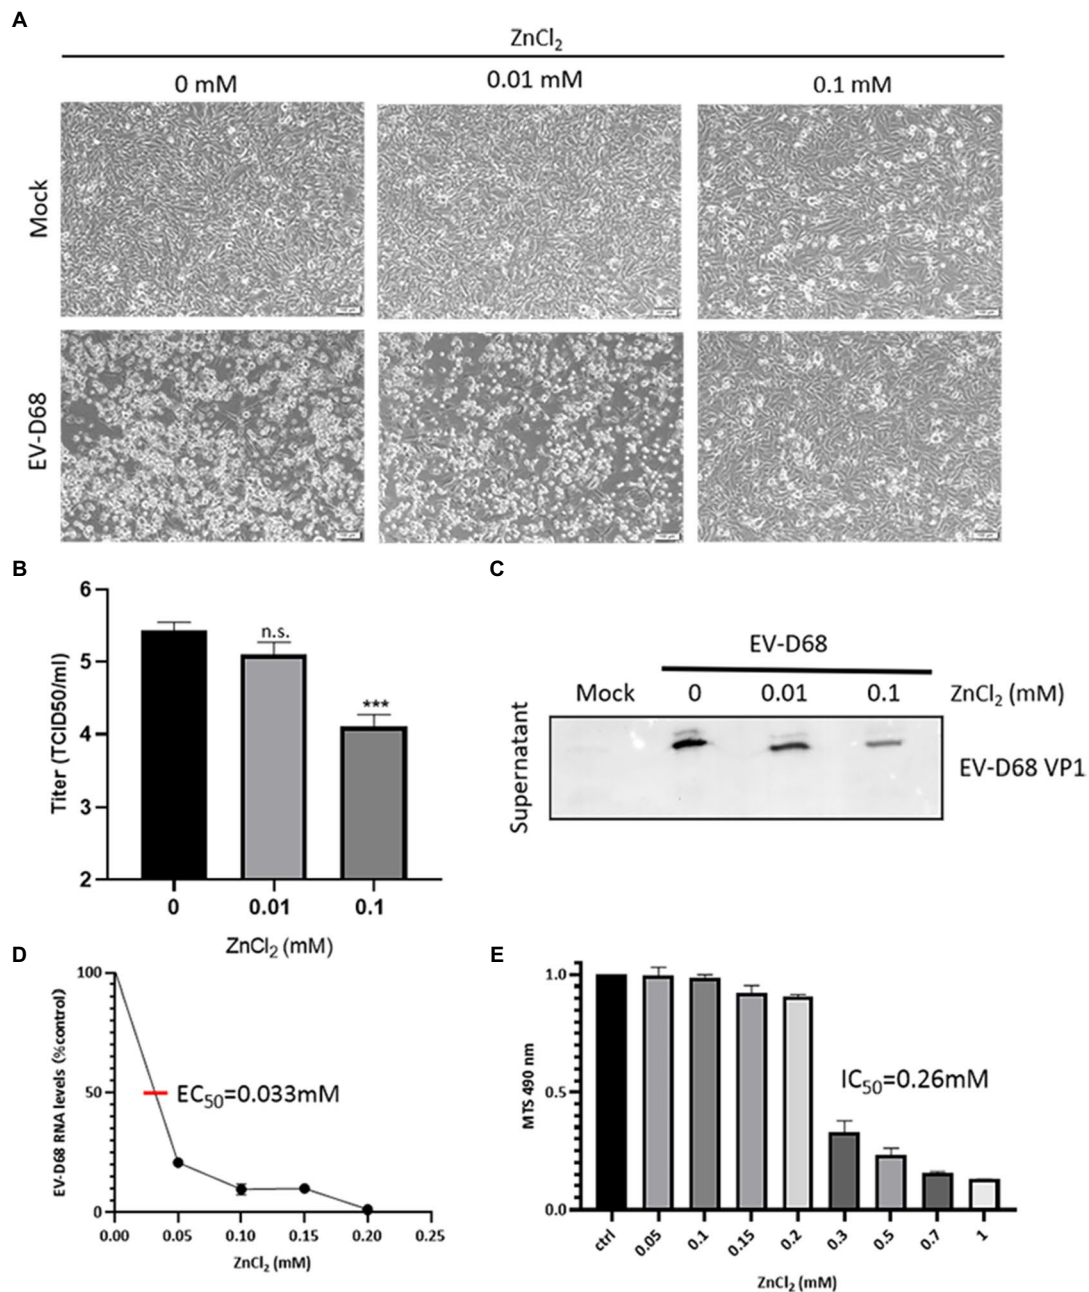 A
ZnCl₂
0 mM
0.01 mM
0.1 mM
Mock
EV-D68
B
6
5
4
3
2
Titer (TCID50/ml)
n.s.
***
0
0.01
0.1
ZnCl₂ (mM)
C
EV-D68
Mock
0
0.01
0.1
ZnCl₂ (mM)
Supernatant
EV-D68 VP1
D
100
50
0
EV-D68 RNA levels (%control)
EC₅₀=0.033mM
0.00
0.05
0.10
0.15
0.20
0.25
ZnCl₂ (mM)
E
1.0
0.5
0.0
MTS 490 nm
IC₅₀=0.26mM
ctrl
0.05
0.1
0.15
0.2
0.3
0.5
0.7
1
ZnCl₂ (mM)